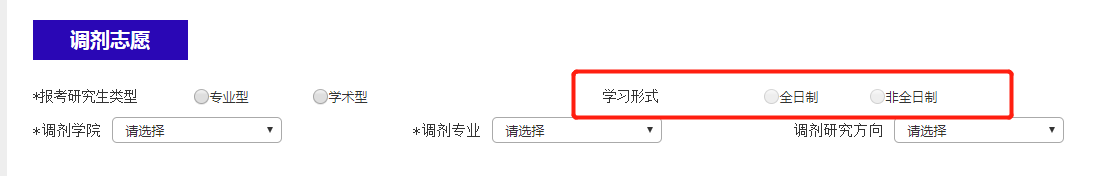 调剂志愿
*报考研究生类型 专业型 学术型 学习形式 全日制 非全日制
*调剂学院 请选择 *调剂专业 请选择 调剂研究方向 请选择